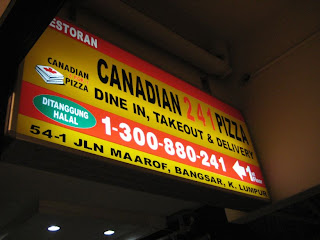 RESTORAN
CANADIAN
PIZZA
CANADIAN 241 PIZZA
DINE IN, TAKEOUT & DELIVERY
DITANGGUNG
HALAL
1-300-880-241
54-1 JLN MAAROF, BANGSAR, K. LUMPUR